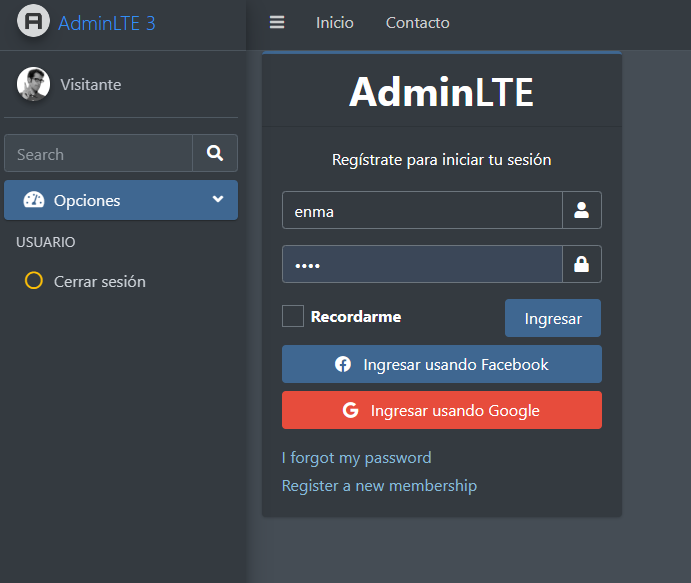 AdminLTE 3
Visitante
Search
Opciones
USUARIO
Cerrar sesión
Inicio
Contacto
AdminLTE
Regístrate para iniciar tu sesión
enma
••••
Recordarme
Ingresar
Ingresar usando Facebook
Ingresar usando Google
I forgot my password
Register a new membership